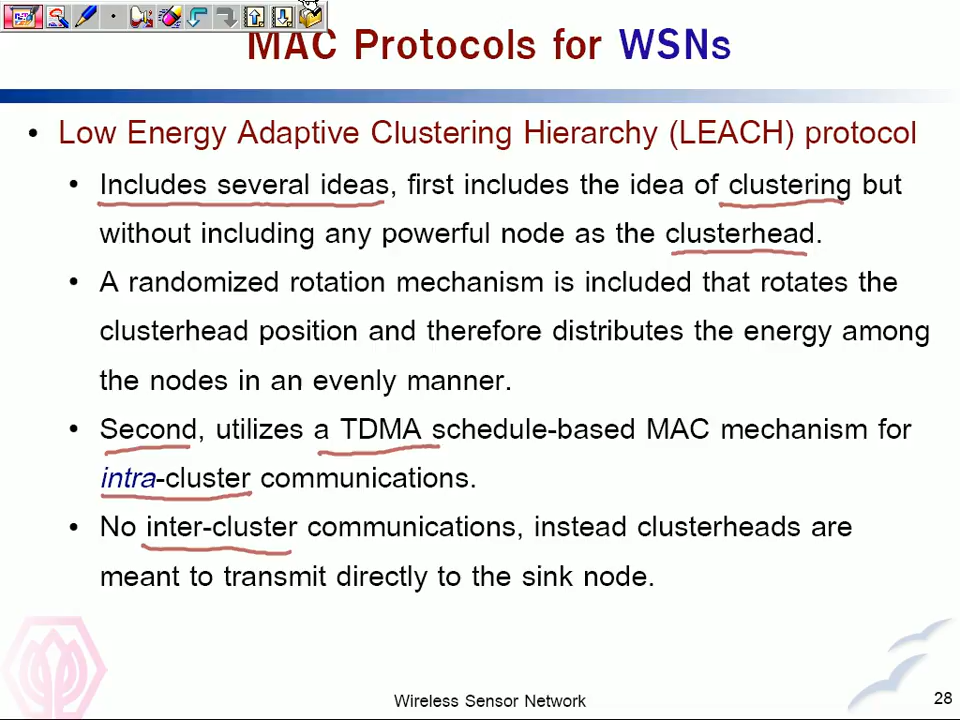 MAC Protocols for WSNs
• Low Energy Adaptive Clustering Hierarchy (LEACH) protocol
• Includes several ideas, first includes the idea of clustering but
without including any powerful node as the clusterhead.
• A randomized rotation mechanism is included that rotates the
clusterhead position and therefore distributes the energy among
the nodes in an evenly manner.
• Second, utilizes a TDMA schedule-based MAC mechanism for
intra-cluster communications.
• No inter-cluster communications, instead clusterheads are
meant to transmit directly to the sink node.
Wireless Sensor Network
28